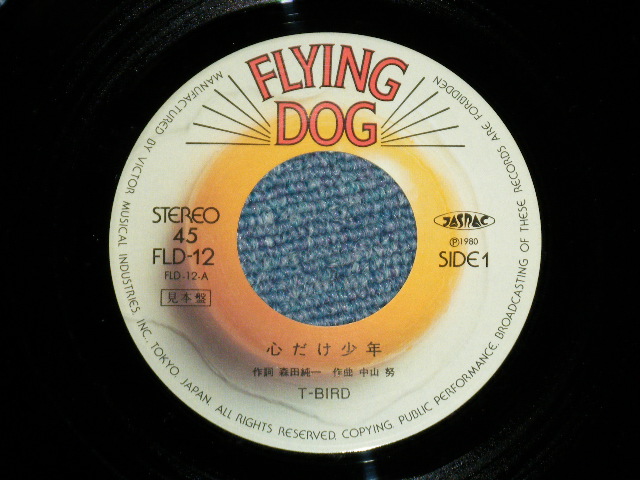 FLYING
DOG
STEREO
45
FLD-12
FLD-12-A
見本盤
JASRAC
Ⓟ1980
SIDE 1
心だけ少年
作詞 森田純一 作曲 中山 努
T-BIRD
MANUFACTURED BY VICTOR MUSICAL INDUSTRIES, INC. TOKYO, JAPAN. ALL RIGHTS RESERVED. COPYING. PUBLIC PERFORMANCE. BROADCASTING OF THESE RECORDS ARE FORBIDDEN